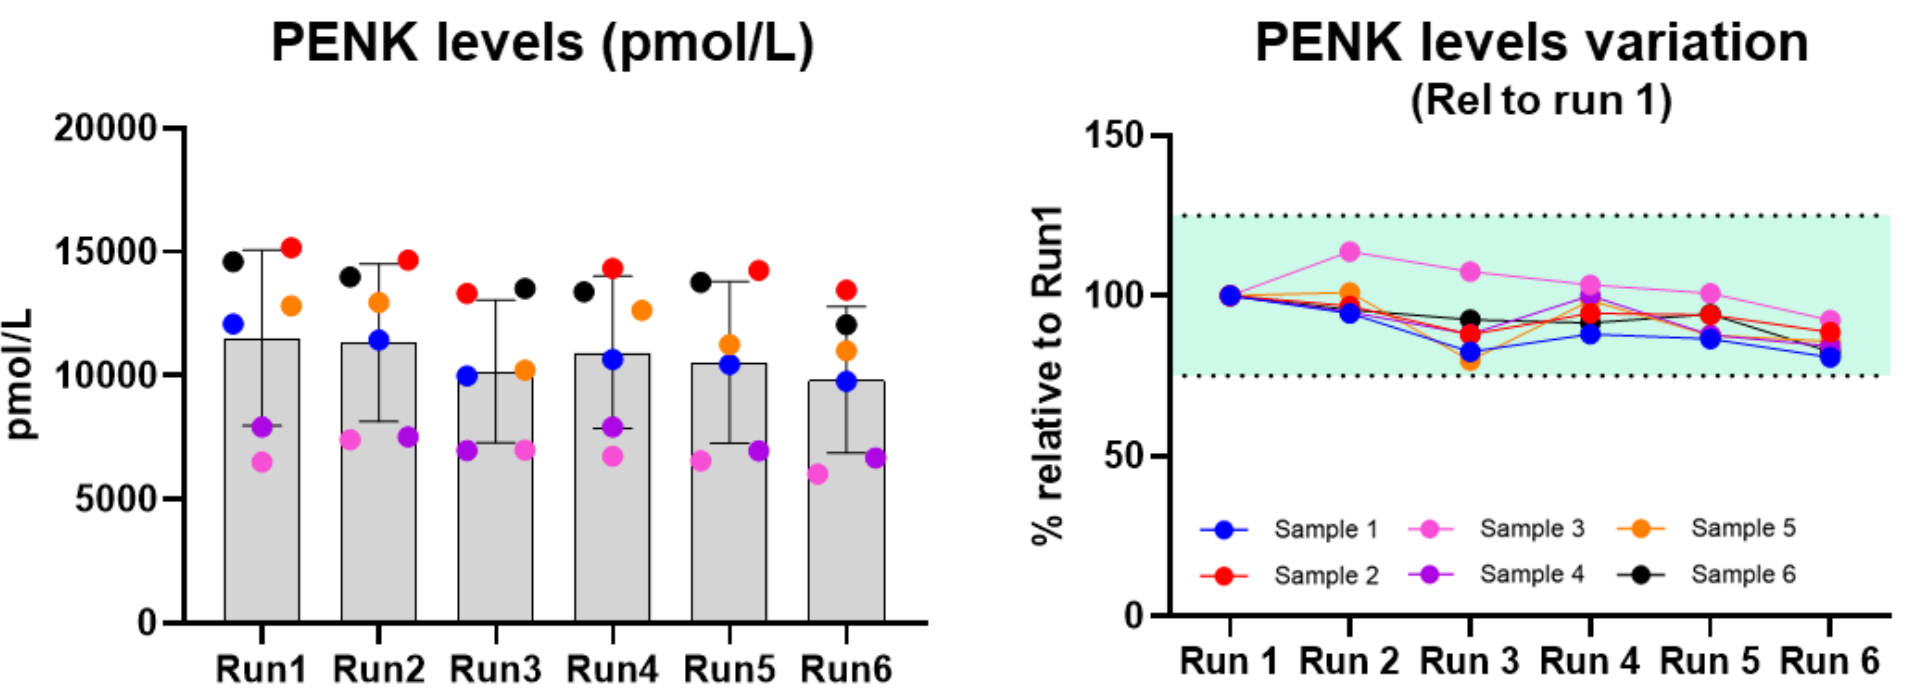 PENK levels (pmol/L)
pmol/L
20000
15000
10000
5000
0
Run1 Run2 Run3 Run4 Run5 Run6
PENK levels variation
(Rel to run 1)
% relative to Run1
150
100
50
0
Sample 1 Sample 3 Sample 5
Sample 2 Sample 4 Sample 6
Run 1 Run 2 Run 3 Run 4 Run 5 Run 6